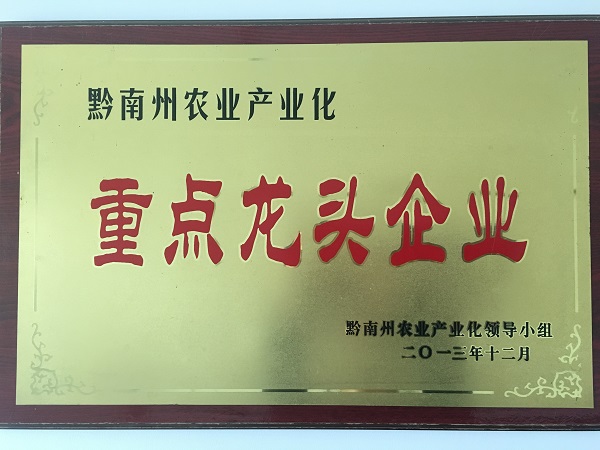 黔南州农业产业化
重点龙头企业
黔南州农业产业化领导小组
二〇一三年十二月